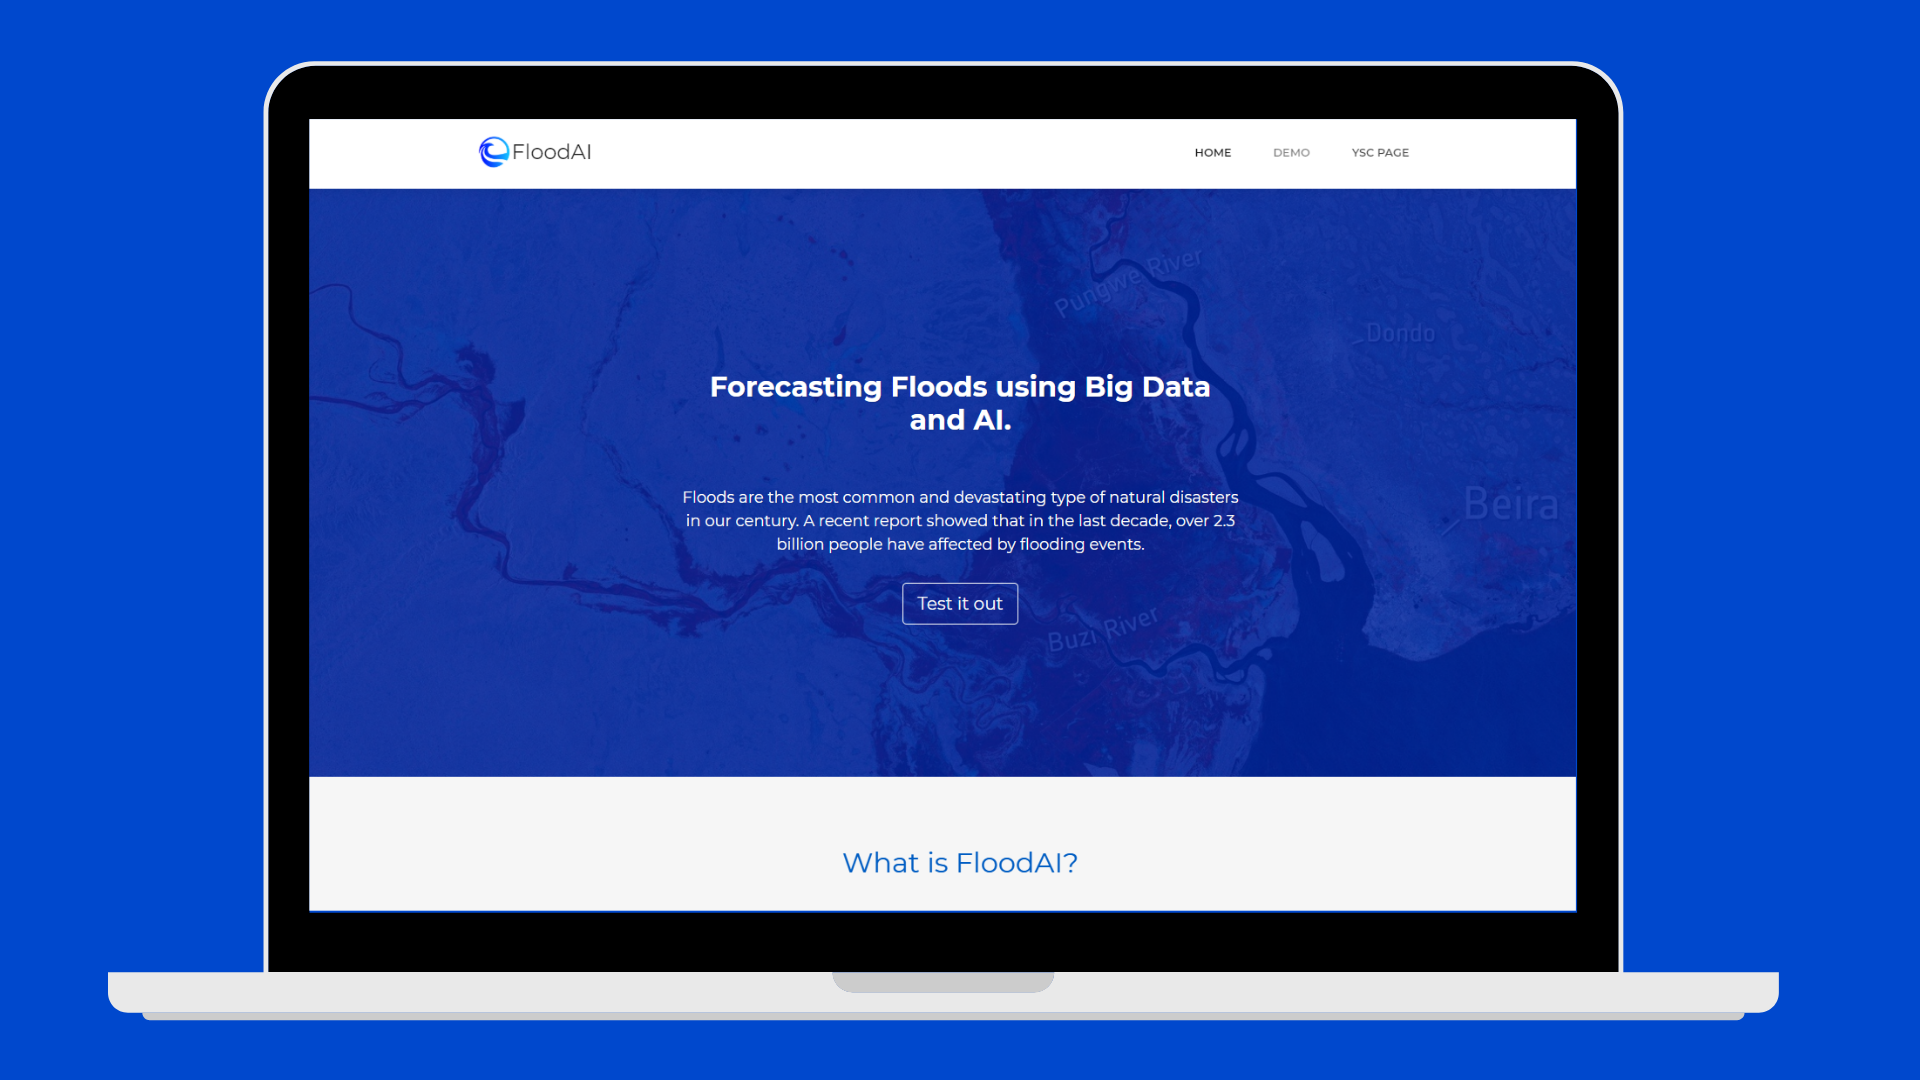 FloodAI
HOME
DEMO
YSC PAGE
Pungwe River
Dondo
Forecasting Floods using Big Data
and AI.
Floods are the most common and devastating type of natural disasters
in our century. A recent report showed that in the last decade, over 2.3
billion people have affected by flooding events.
Beira
Test it out
Buzi River
What is FloodAI?